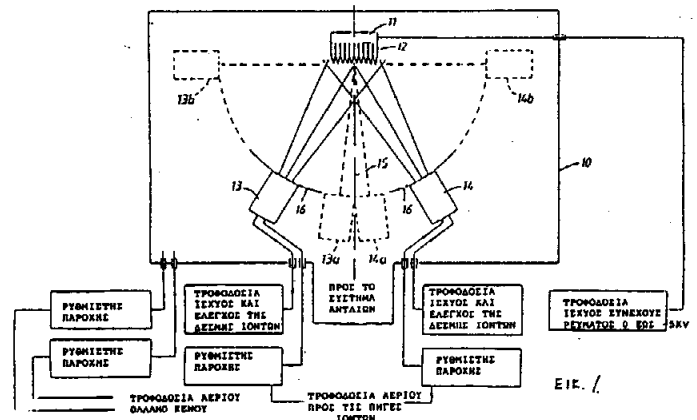 11
12
13b
14b
15
10
13
16
16
14
13a
14a
ΠΡΟΣ ΤΟ
ΣΥΣΤΗΜΑ
ΑΝΤΛΙΩΝ
ΡΥΘΜΙΣΤΗΣ
ΠΑΡΟΧΗΣ
ΤΡΟΦΟΔΟΣΙΑ
ΙΣΧΥΟΣ ΚΑΙ
ΕΛΕΓΧΟΣ ΤΗΣ
ΔΕΣΜΗΣ ΙΟΝΤΩΝ
ΤΡΟΦΟΔΟΣΙΑ
ΙΣΧΥΟΣ ΚΑΙ
ΕΛΕΓΧΟΣ ΤΗΣ
ΔΕΣΜΗΣ ΙΟΝΤΩΝ
ΤΡΟΦΟΔΟΣΙΑ
ΙΣΧΥΟΣ ΣΥΝΕΧΟΥΣ
ΡΕΥΜΑΤΟΣ 0 ΕΩΣ 5KV
ΡΥΘΜΙΣΤΗΣ
ΠΑΡΟΧΗΣ
ΡΥΘΜΙΣΤΗΣ
ΠΑΡΟΧΗΣ
ΡΥΘΜΙΣΤΗΣ
ΠΑΡΟΧΗΣ
ΤΡΟΦΟΔΟΣΙΑ ΑΕΡΙΟΥ
ΘΑΛΑΜΟ ΚΕΝΟΥ
ΤΡΟΦΟΔΟΣΙΑ ΑΕΡΙΟΥ
ΠΡΟΣ ΤΙΣ ΠΗΓΕΣ
ΙΟΝΤΩΝ
ΕΙΚ. 1.